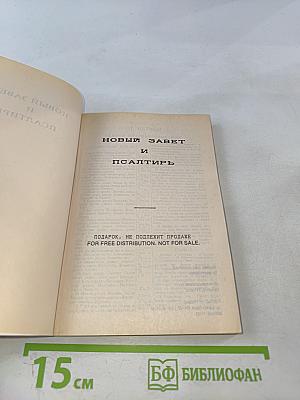 НОВЫЙ ЗАВЕТ
И
ПСАЛТИРЬ
ПОДАРОК. НЕ ПОДЛЕЖИТ ПРОДАЖЕ
FOR FREE DISTRIBUTION. NOT FOR SALE.
15 см
БФ БИБЛИОФАН